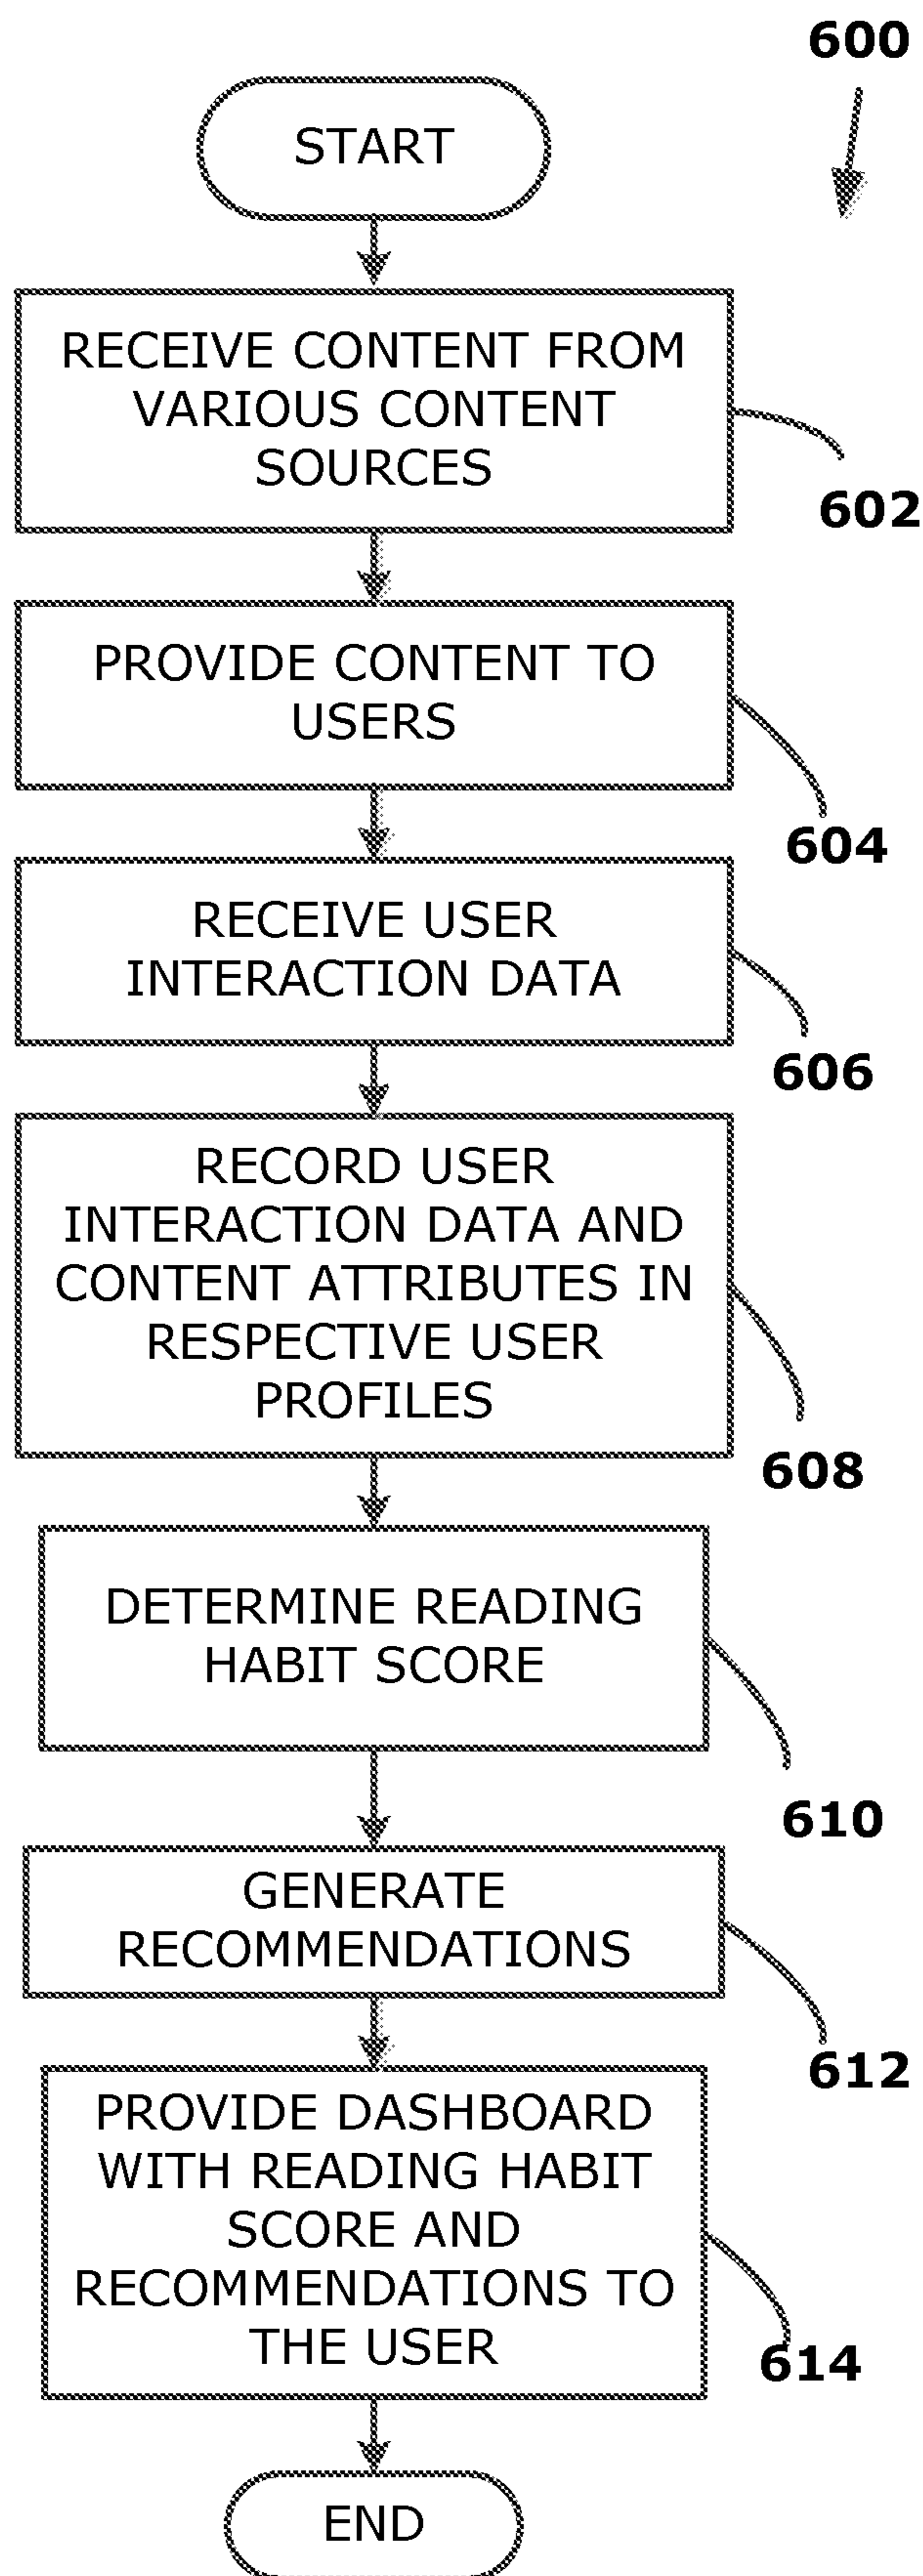 600
START
RECEIVE CONTENT FROM
VARIOUS CONTENT
SOURCES
602
PROVIDE CONTENT TO
USERS
604
RECEIVE USER
INTERACTION DATA
606
RECORD USER
INTERACTION DATA AND
CONTENT ATTRIBUTES IN
RESPECTIVE USER
PROFILES
608
DETERMINE READING
HABIT SCORE
610
GENERATE
RECOMMENDATIONS
612
PROVIDE DASHBOARD
WITH READING HABIT
SCORE AND
RECOMMENDATIONS TO
THE USER
614
END